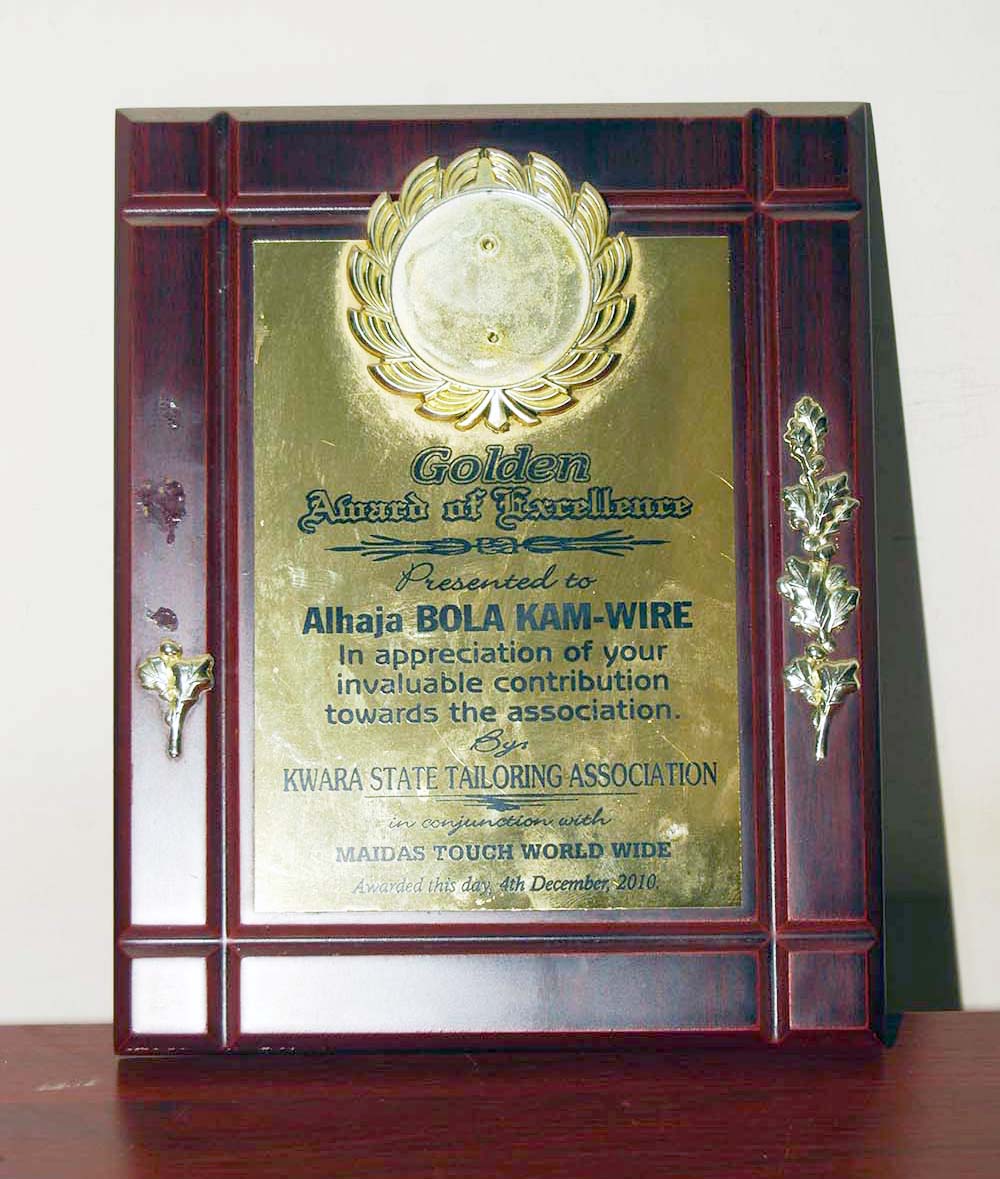 Golden
Award of Excellence
Presented to
Alhaja BOLA KAM-WIRE
In appreciation of your
invaluable contribution
towards the association.
By:
KWARA STATE TAILORING ASSOCIATION
in conjunction with
MAIDAS TOUCH WORLD WIDE
Awarded this day, 4th December, 2010.